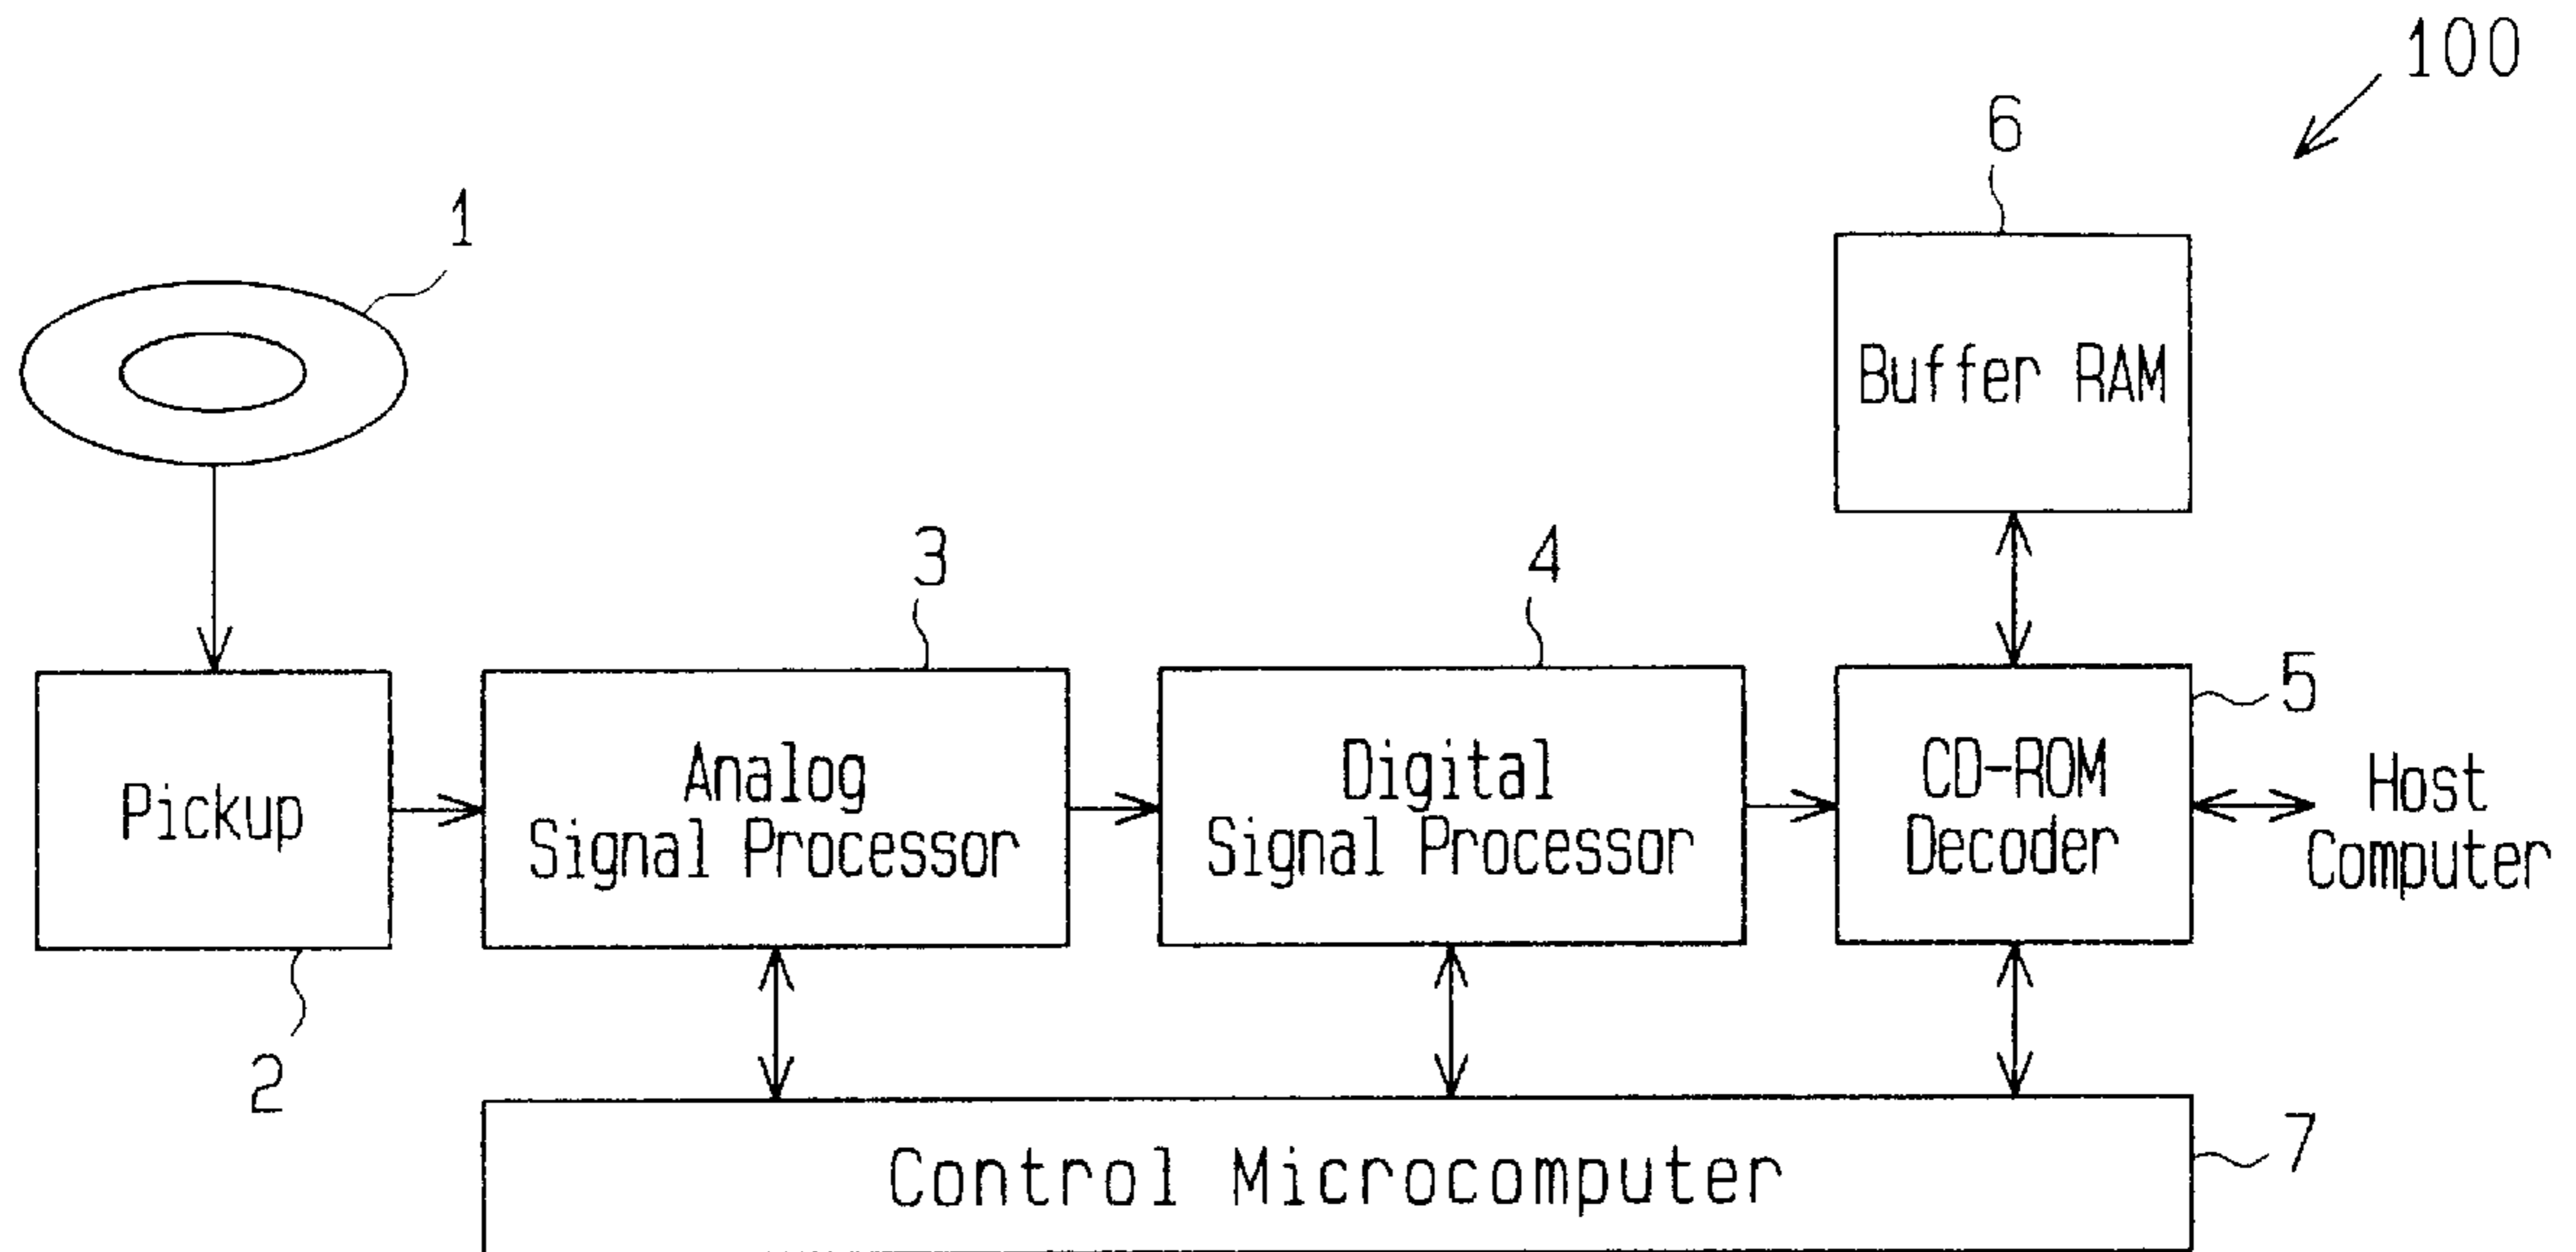 100
6
1
Buffer RAM
3
4
5
Pickup
Analog
Signal Processor
Digital
Signal Processor
CD-ROM
Decoder
Host
Computer
2
7
Control Microcomputer